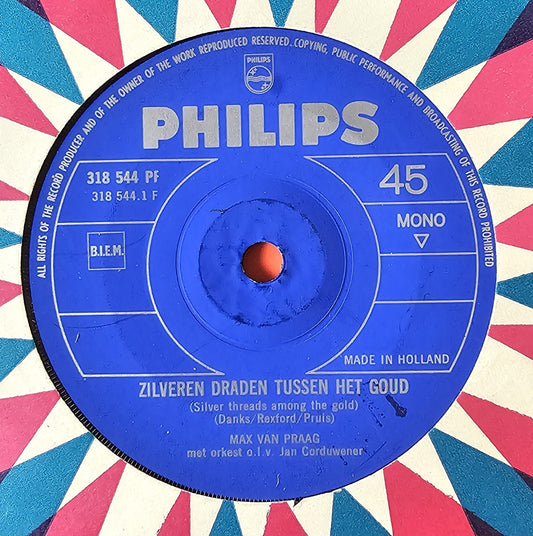 ALL RIGHTS OF THE RECORD PRODUCER AND OF THE OWNER OF THE WORK REPRODUCED RESERVED. COPYING, PUBLIC PERFORMANCE AND BROADCASTING OF THIS RECORD PROHIBITED
PHILIPS
PHILIPS
318 544 PF
318 544.1 F
45
MONO
B.I.E.M.
MADE IN HOLLAND
ZILVEREN DRADEN TUSSEN HET GOUD
(Silver threads among the gold)
(Danks/Rexford/Pruis)
MAX VAN PRAAG
met orkest o.l.v. Jan Corduwener